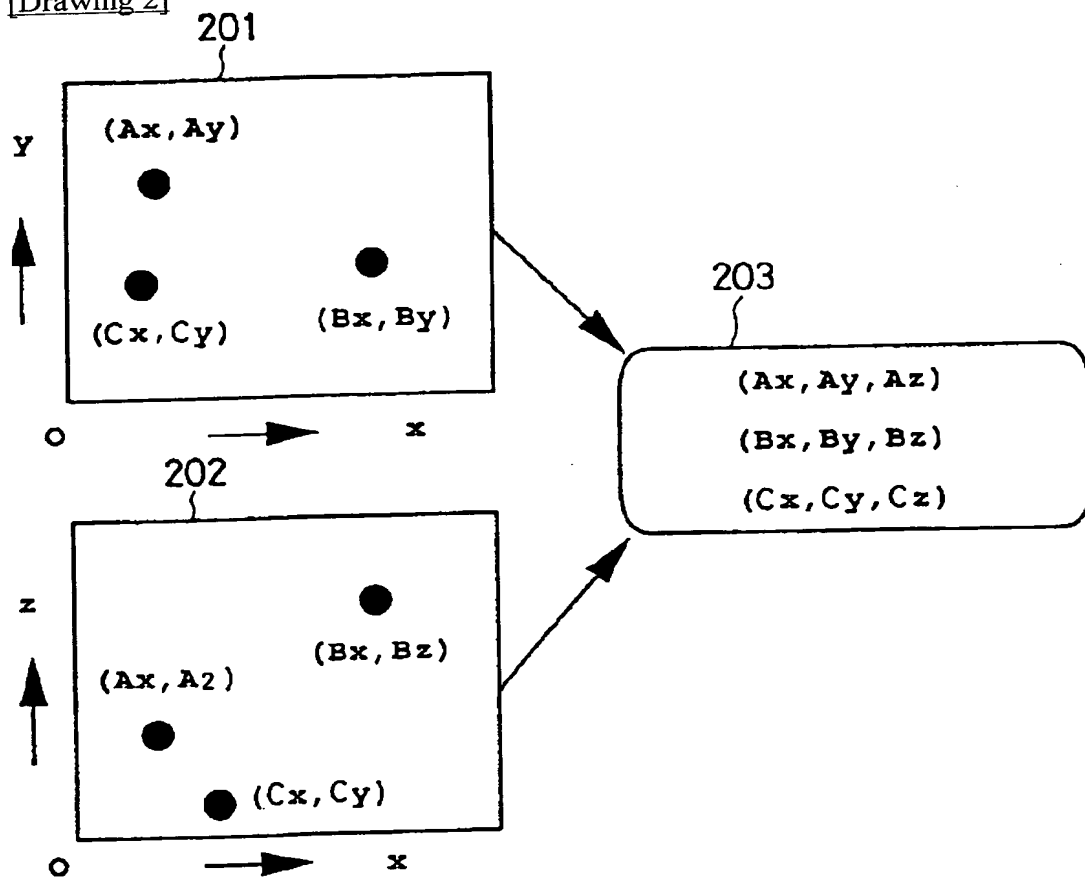 [Drawing 2]
201
(Ax,Ay)
y
(Cx,Cy)
(Bx,By)
O
x
203
(Ax,Ay,Az)
(Bx,By,Bz)
(Cx,Cy,Cz)
202
z
(Bx,Bz)
(Ax,A2)
(Cx,Cy)
O
x